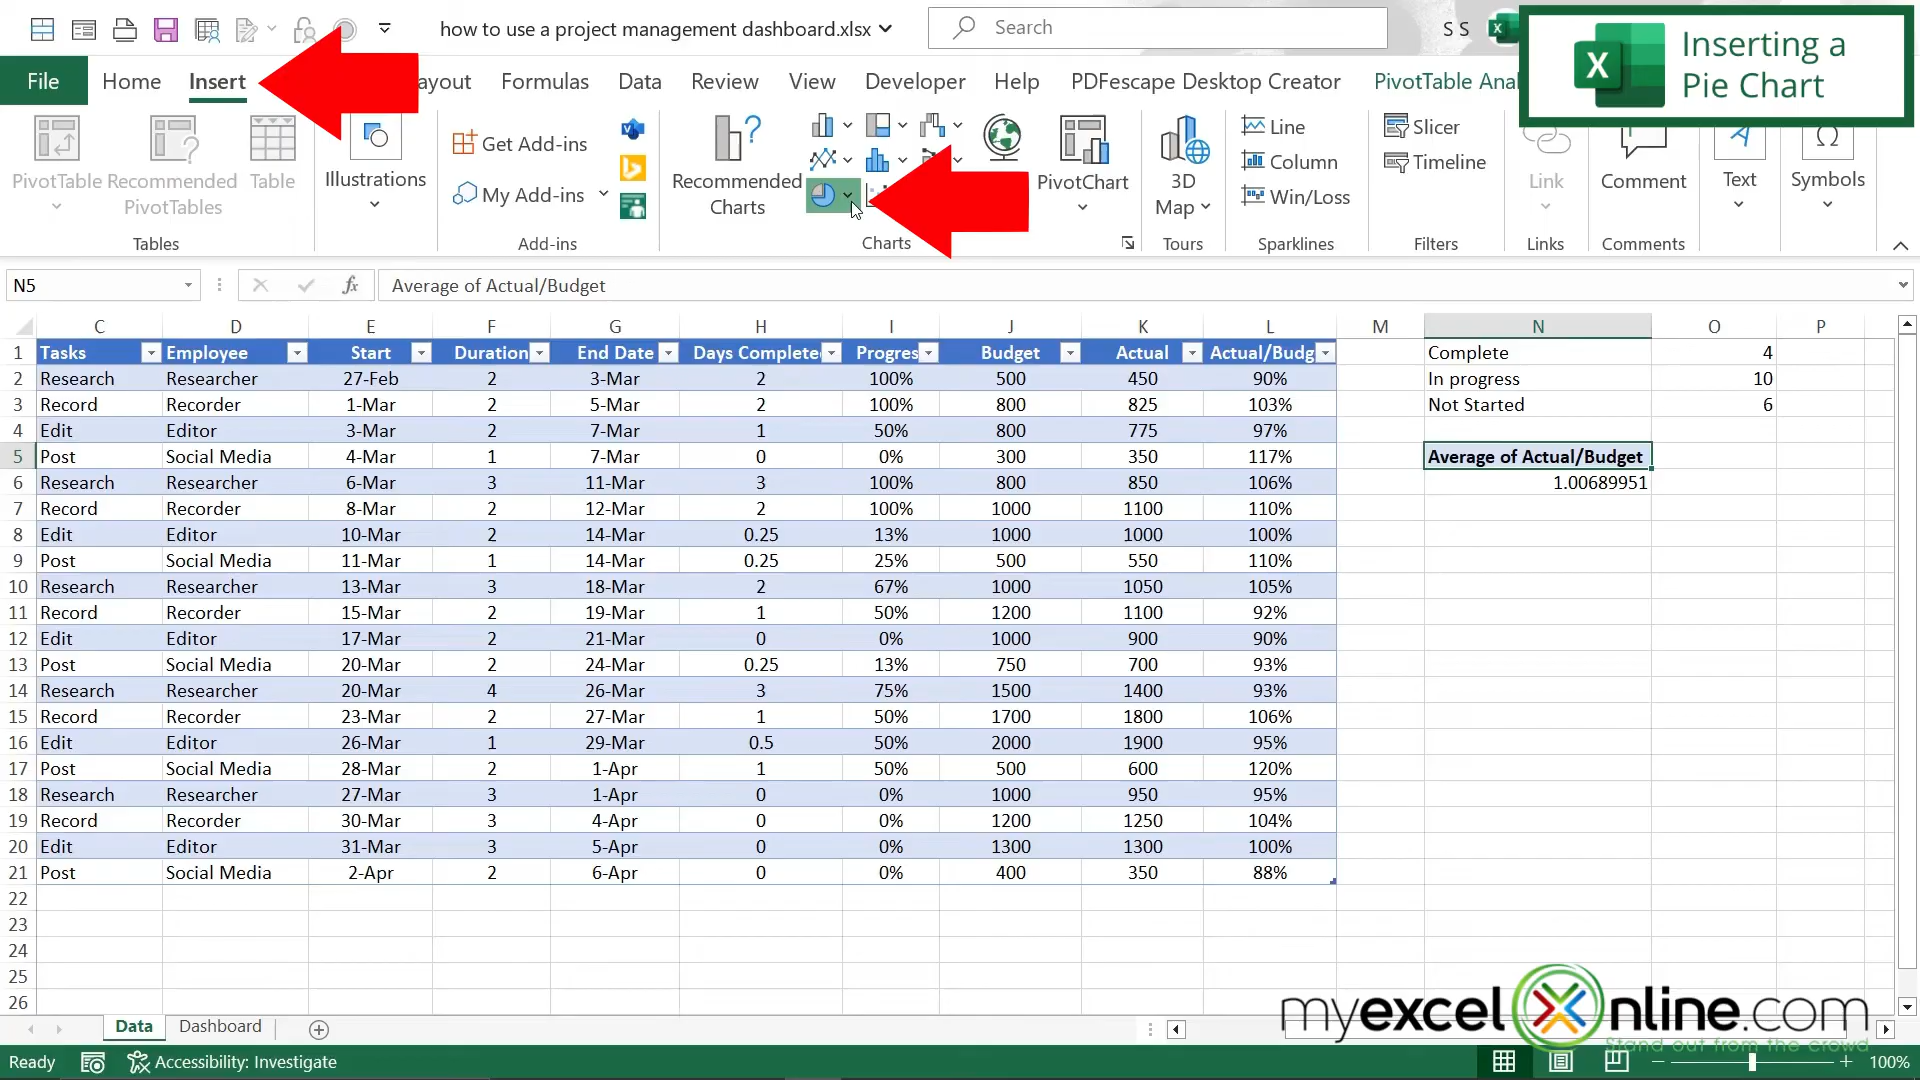 how to use a project management dashboard.xlsx
Search
S S
Inserting a
Pie Chart
File Home Insert ayout Formulas Data Review View Developer Help PDFescape Desktop Creator PivotTable Anal
PivotTable
Recommended
PivotTables
Table
Tables
Illustrations
Get Add-ins
My Add-ins
Add-ins
Recommended
Charts
Charts
PivotChart
3D
Map
Tours
Line
Column
Win/Loss
Sparklines
Slicer
Timeline
Filters
Link
Links
Comment
Comments
Text
Symbols
N5 fx Average of Actual/Budget
C D E F G H I J K L M N O P
1 Tasks Employee Start Duration End Date Days Complete Progres Budget Actual Actual/Budg Complete 4
2 Research Researcher 27-Feb 2 3-Mar 2 100% 500 450 90% In progress 10
3 Record Recorder 1-Mar 2 5-Mar 2 100% 800 825 103% Not Started 6
4 Edit Editor 3-Mar 2 7-Mar 1 50% 800 775 97%
5 Post Social Media 4-Mar 1 7-Mar 0 0% 300 350 117% Average of Actual/Budget
6 Research Researcher 6-Mar 3 11-Mar 3 100% 800 850 106% 1.00689951
7 Record Recorder 8-Mar 2 12-Mar 2 100% 1000 1100 110%
8 Edit Editor 10-Mar 2 14-Mar 0.25 13% 1000 1000 100%
9 Post Social Media 11-Mar 1 14-Mar 0.25 25% 500 550 110%
10 Research Researcher 13-Mar 3 18-Mar 2 67% 1000 1050 105%
11 Record Recorder 15-Mar 2 19-Mar 1 50% 1200 1100 92%
12 Edit Editor 17-Mar 2 21-Mar 0 0% 1000 900 90%
13 Post Social Media 20-Mar 2 24-Mar 0.25 13% 750 700 93%
14 Research Researcher 20-Mar 4 26-Mar 3 75% 1500 1400 93%
15 Record Recorder 23-Mar 2 27-Mar 1 50% 1700 1800 106%
16 Edit Editor 26-Mar 1 29-Mar 0.5 50% 2000 1900 95%
17 Post Social Media 28-Mar 2 1-Apr 1 50% 500 600 120%
18 Research Researcher 27-Mar 3 1-Apr 0 0% 1000 950 95%
19 Record Recorder 30-Mar 3 4-Apr 0 0% 1200 1250 104%
20 Edit Editor 31-Mar 3 5-Apr 0 0% 1300 1300 100%
21 Post Social Media 2-Apr 2 6-Apr 0 0% 400 350 88%
22
23
24
25
26
Data Dashboard
myexcelonline.com
Stand out from the crowd
Ready Accessibility: Investigate 100%